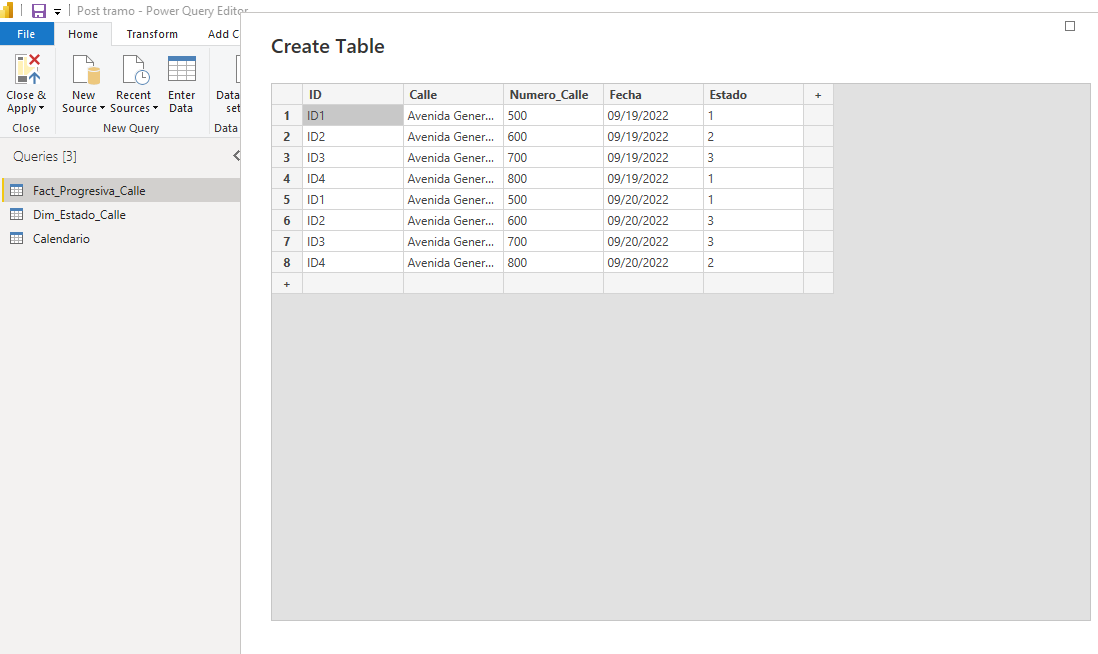 Post tramo - Power Query Editor
File Home Transform Add C
Close & Apply
New Source
Recent Sources
Enter Data
Data
set
Close
New Query
Data
Queries [3]
Fact_Progresiva_Calle
Dim_Estado_Calle
Calendario
Create Table
ID Calle Numero_Calle Fecha Estado +
1 ID1 Avenida Gener... 500 09/19/2022 1
2 ID2 Avenida Gener... 600 09/19/2022 2
3 ID3 Avenida Gener... 700 09/19/2022 3
4 ID4 Avenida Gener... 800 09/19/2022 1
5 ID1 Avenida Gener... 500 09/20/2022 1
6 ID2 Avenida Gener... 600 09/20/2022 3
7 ID3 Avenida Gener... 700 09/20/2022 3
8 ID4 Avenida Gener... 800 09/20/2022 2
+